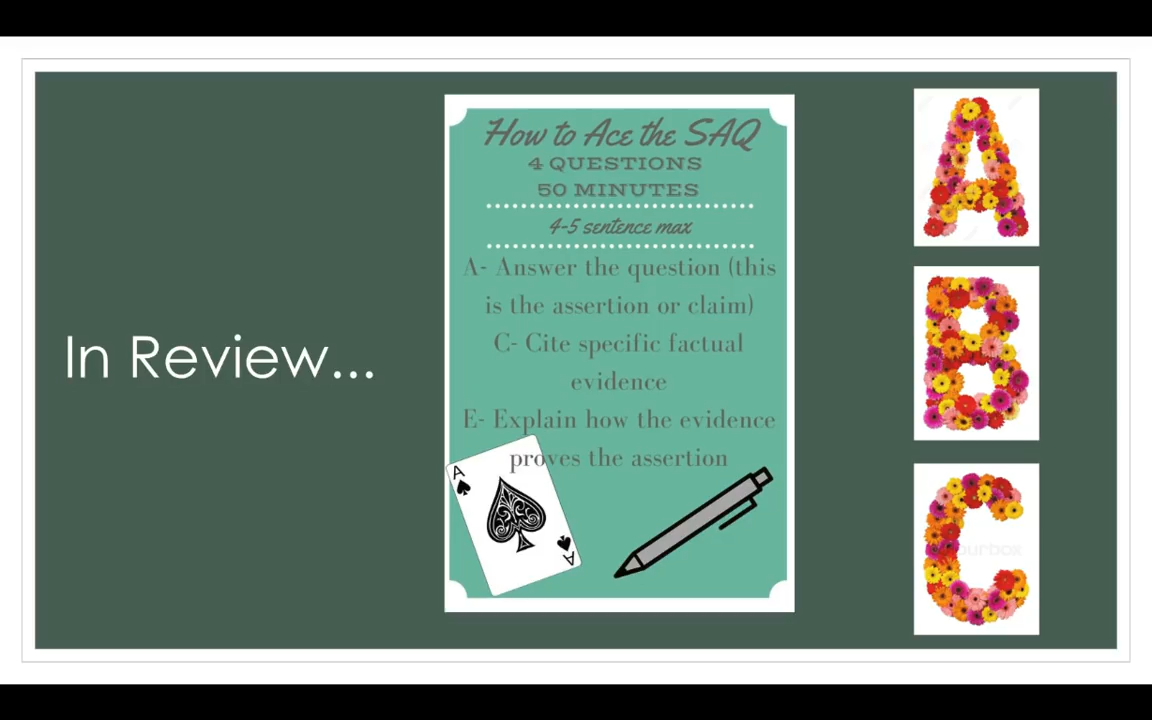 In Review...
How to Ace the SAQ
4 QUESTIONS
50 MINUTES
4-5 sentence max
A- Answer the question (this
is the assertion or claim)
C- Cite specific factual
evidence
E- Explain how the evidence
proves the assertion
A
A
A
B
C